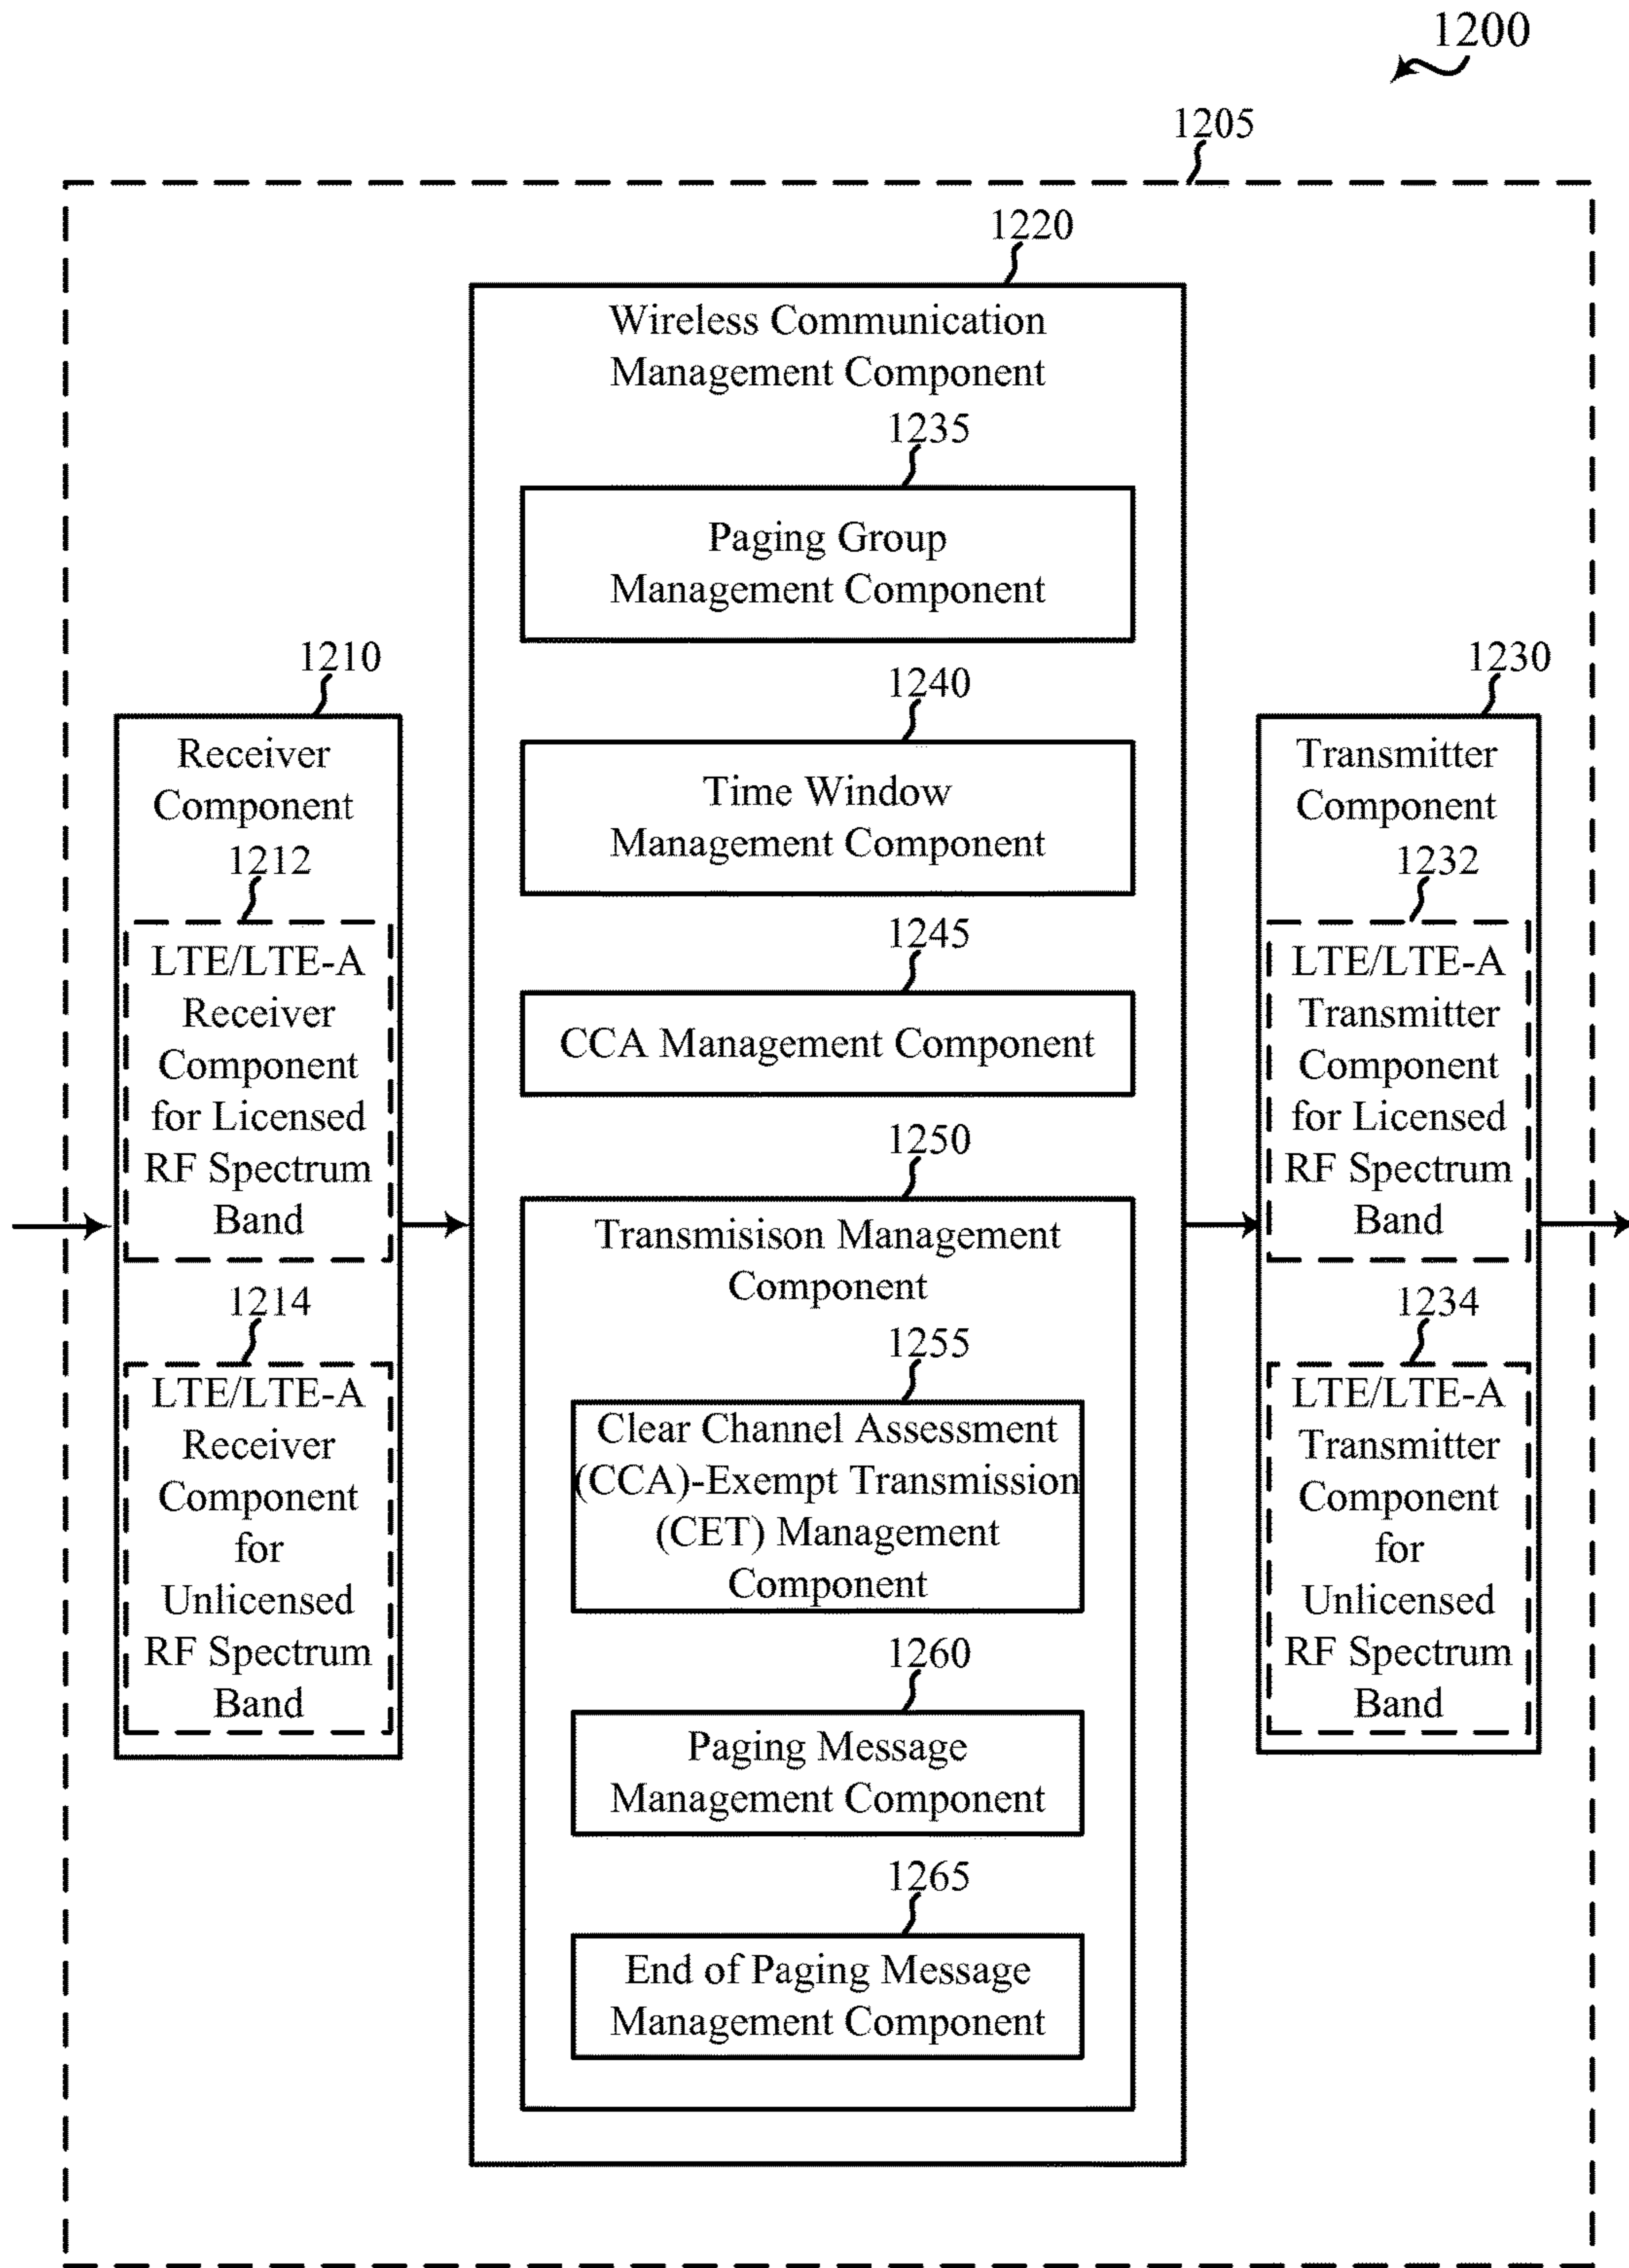 1200
1205
1220
Wireless Communication
Management Component
1235
Paging Group
Management Component
1240
Time Window
Management Component
1245
CCA Management Component
1250
Transmisison Management
Component
1255
Clear Channel Assessment
(CCA)-Exempt Transmission
(CET) Management
Component
1260
Paging Message
Management Component
1265
End of Paging Message
Management Component
1210
Receiver
Component
1212
LTE/LTE-A
Receiver
Component
for Licensed
RF Spectrum
Band
1214
LTE/LTE-A
Receiver
Component
for
Unlicensed
RF Spectrum
Band
1230
Transmitter
Component
1232
LTE/LTE-A
Transmitter
Component
for Licensed
RF Spectrum
Band
1234
LTE/LTE-A
Transmitter
Component
for
Unlicensed
RF Spectrum
Band